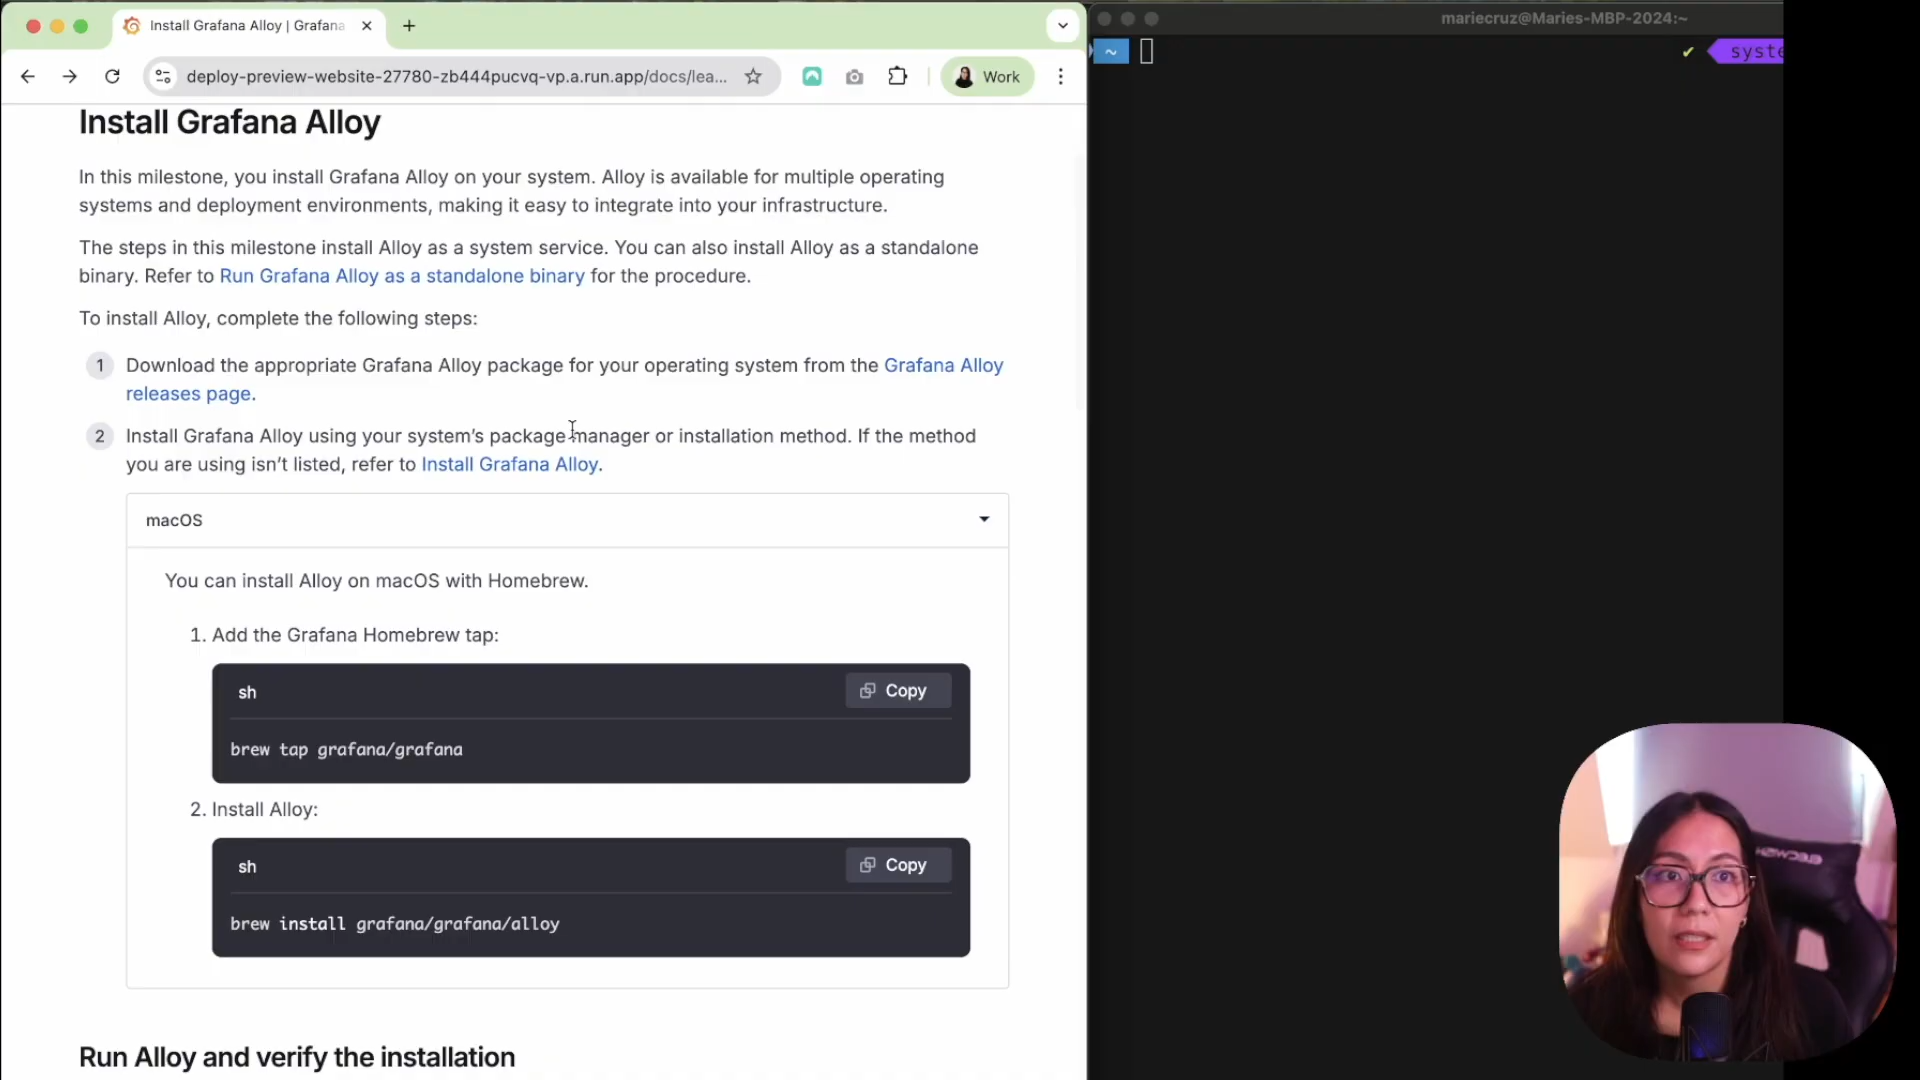 Install Grafana Alloy | Grafana
mariecruz@Maries-MBP-2024:~
~
✔
deploy-preview-website-27780-zb444pucvq-vp.a.run.app/docs/lea...
Work
Install Grafana Alloy
In this milestone, you install Grafana Alloy on your system. Alloy is available for multiple operating
systems and deployment environments, making it easy to integrate into your infrastructure.
The steps in this milestone install Alloy as a system service. You can also install Alloy as a standalone
binary. Refer to Run Grafana Alloy as a standalone binary for the procedure.
To install Alloy, complete the following steps:
1 Download the appropriate Grafana Alloy package for your operating system from the Grafana Alloy
releases page.
2 Install Grafana Alloy using your system's package manager or installation method. If the method
you are using isn't listed, refer to Install Grafana Alloy.
macOS
You can install Alloy on macOS with Homebrew.
1. Add the Grafana Homebrew tap:
sh
Copy
brew tap grafana/grafana
2. Install Alloy:
sh
Copy
brew install grafana/grafana/alloy
Run Alloy and verify the installation